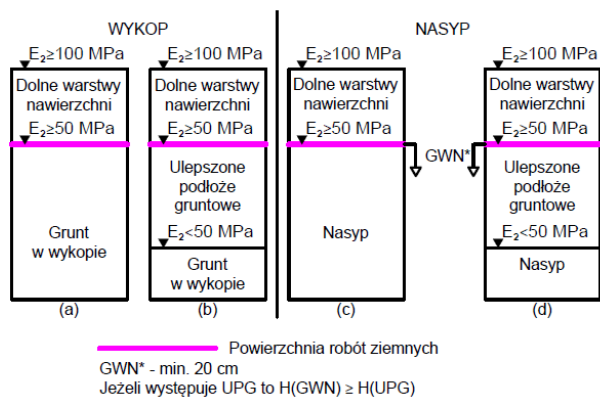 WYKOP
NASYP
E₂≥100 MPa
E₂≥100 MPa
E₂≥100 MPa
E₂≥100 MPa
Dolne warstwy
nawierzchni
Dolne warstwy
nawierzchni
Dolne warstwy
nawierzchni
Dolne warstwy
nawierzchni
E₂≥50 MPa
E₂≥50 MPa
E₂≥50 MPa
E₂≥50 MPa
GWN*
Grunt
w wykopie
Ulepszone
podłoże
gruntowe
E₂<50 MPa
Grunt
w wykopie
Nasyp
Ulepszone
podłoże
gruntowe
E₂<50 MPa
Nasyp
(a)
(b)
(c)
(d)
Powierzchnia robót ziemnych
GWN* - min. 20 cm
Jeżeli występuje UPG to H(GWN) ≥ H(UPG)